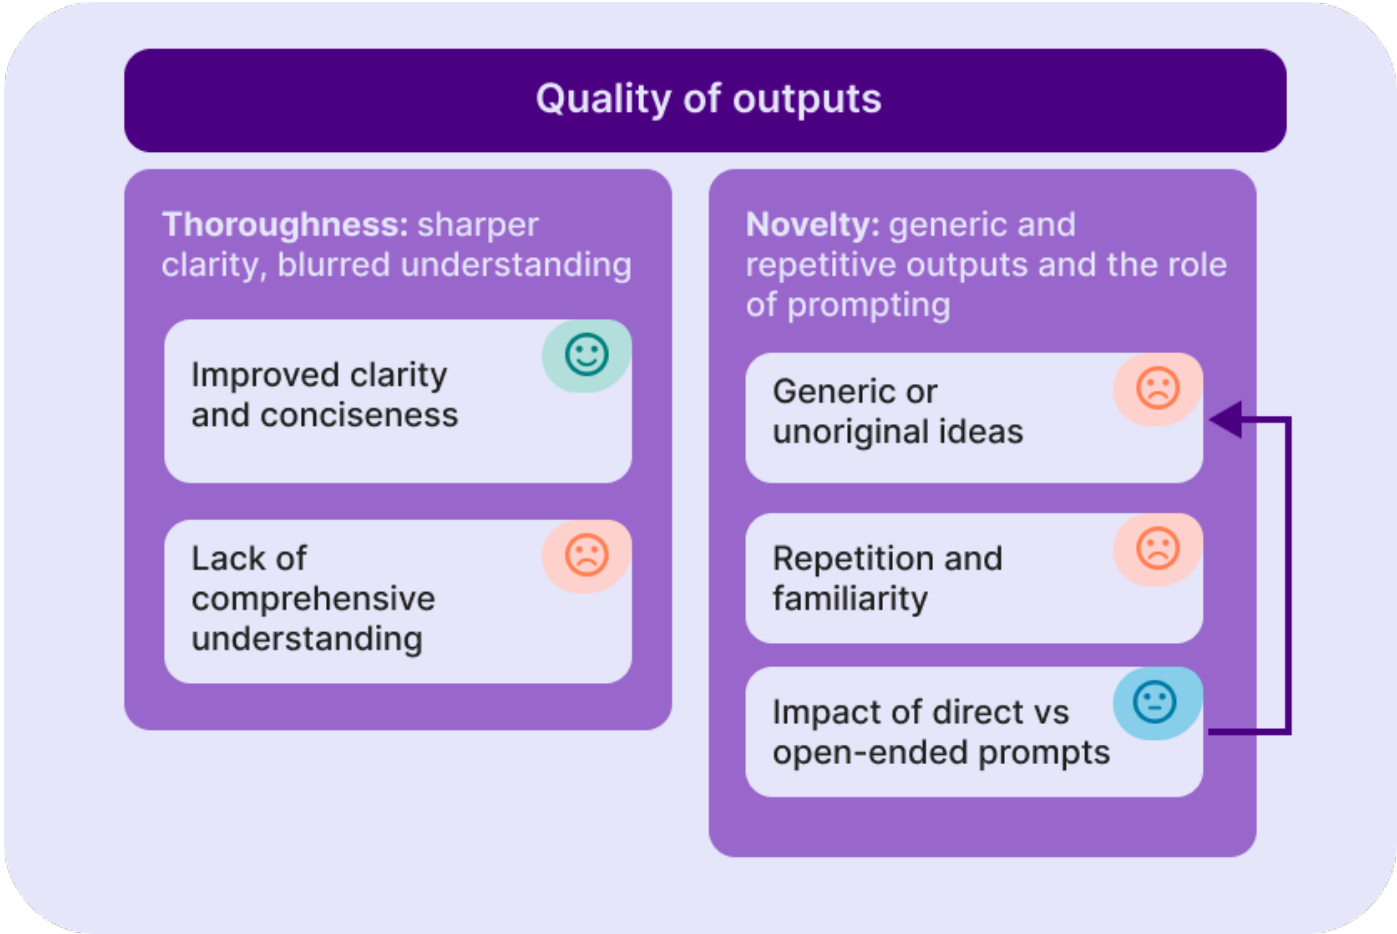 Quality of outputs
Thoroughness: sharper
clarity, blurred understanding
Improved clarity
and conciseness
Lack of
comprehensive
understanding
Novelty: generic and
repetitive outputs and the role
of prompting
Generic or
unoriginal ideas
Repetition and
familiarity
Impact of direct vs
open-ended prompts